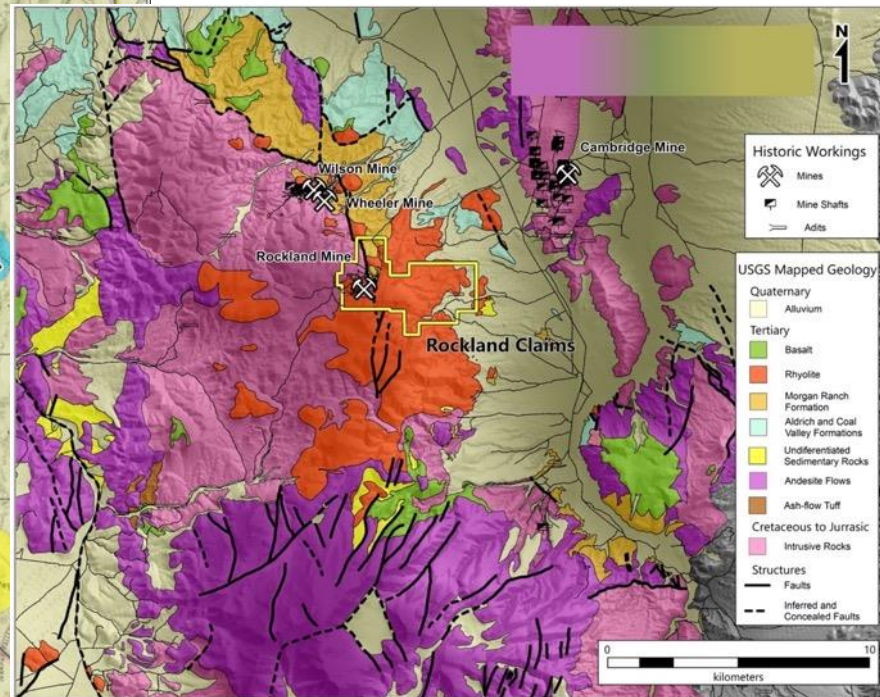 N
Cambridge Mine
Wilson Mine
Wheeler Mine
Rockland Mine
Rockland Claims
Historic Workings
Mines
Mine Shafts
Adits
USGS Mapped Geology
Quaternary
Alluvium
Tertiary
Basalt
Rhyolite
Morgan Ranch
Formation
Aldrich and Coal
Valley Formations
Undiferentiated
Sedimentary Rocks
Andesite Flows
Ash-flow Tuff
Cretaceous to Jurrasic
Intrusive Rocks
Structures
Faults
Inferred and
Concealed Faults
0 10
kilometers